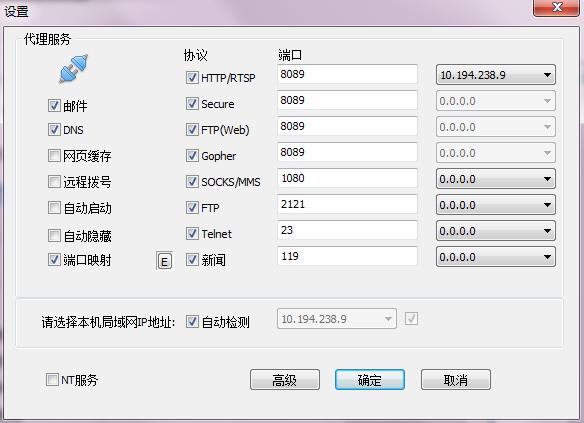 设置
代理服务
协议 端口
HTTP/RTSP 8089 10.194.238.9
邮件 Secure 8089 0.0.0.0
DNS FTP(Web) 8089 0.0.0.0
网页缓存 Gopher 8089 0.0.0.0
远程拨号 SOCKS/MMS 1080 0.0.0.0
自动启动 FTP 2121 0.0.0.0
自动隐藏 Telnet 23 0.0.0.0
端口映射 E 新闻 119 0.0.0.0
请选择本机局域网IP地址: 自动检测 10.194.238.9
NT服务 高级 确定 取消